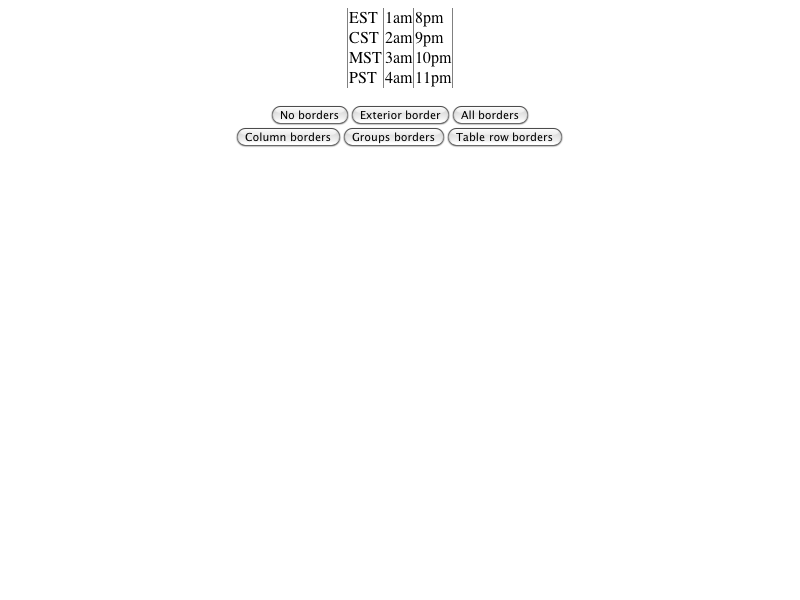 EST 1am 8pm
CST 2am 9pm
MST 3am 10pm
PST 4am 11pm
No borders Exterior border All borders
Column borders Groups borders Table row borders